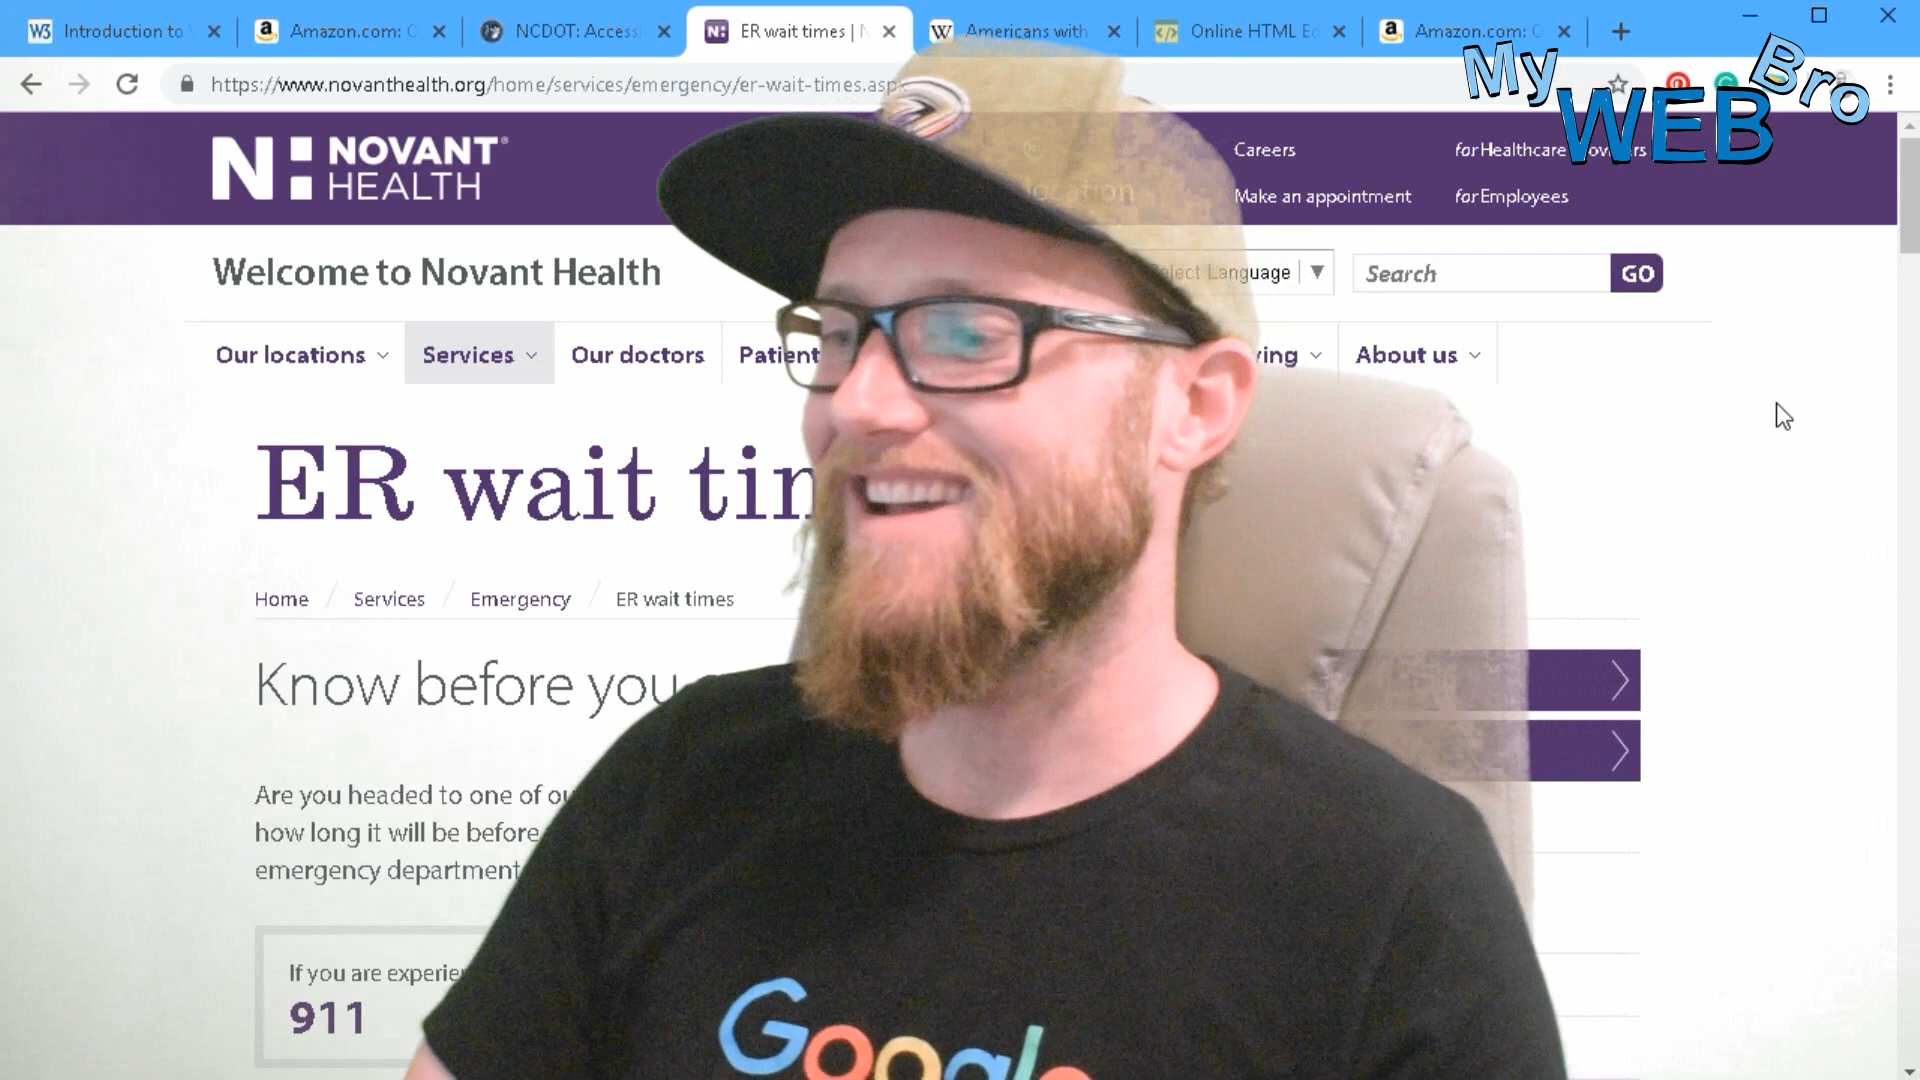 Introduction to
Amazon.com:
NCDOT: Access
ER wait times |
Americans with
Online HTML Ed
Amazon.com:
https://www.novanthealth.org/home/services/emergency/er-wait-times.asp
My
WEB
Bro
N:
NOVANT
HEALTH
Careers
for Healthcare
Make an appointment
for Employees
Welcome to Novant Health
Language
Search
GO
Our locations
Services
Our doctors
Patient
About us
ER wait tim
Home / Services / Emergency / ER wait times
Know before you
Are you headed to one of ou
how long it will be before
emergency department
If you are experie
911
Google